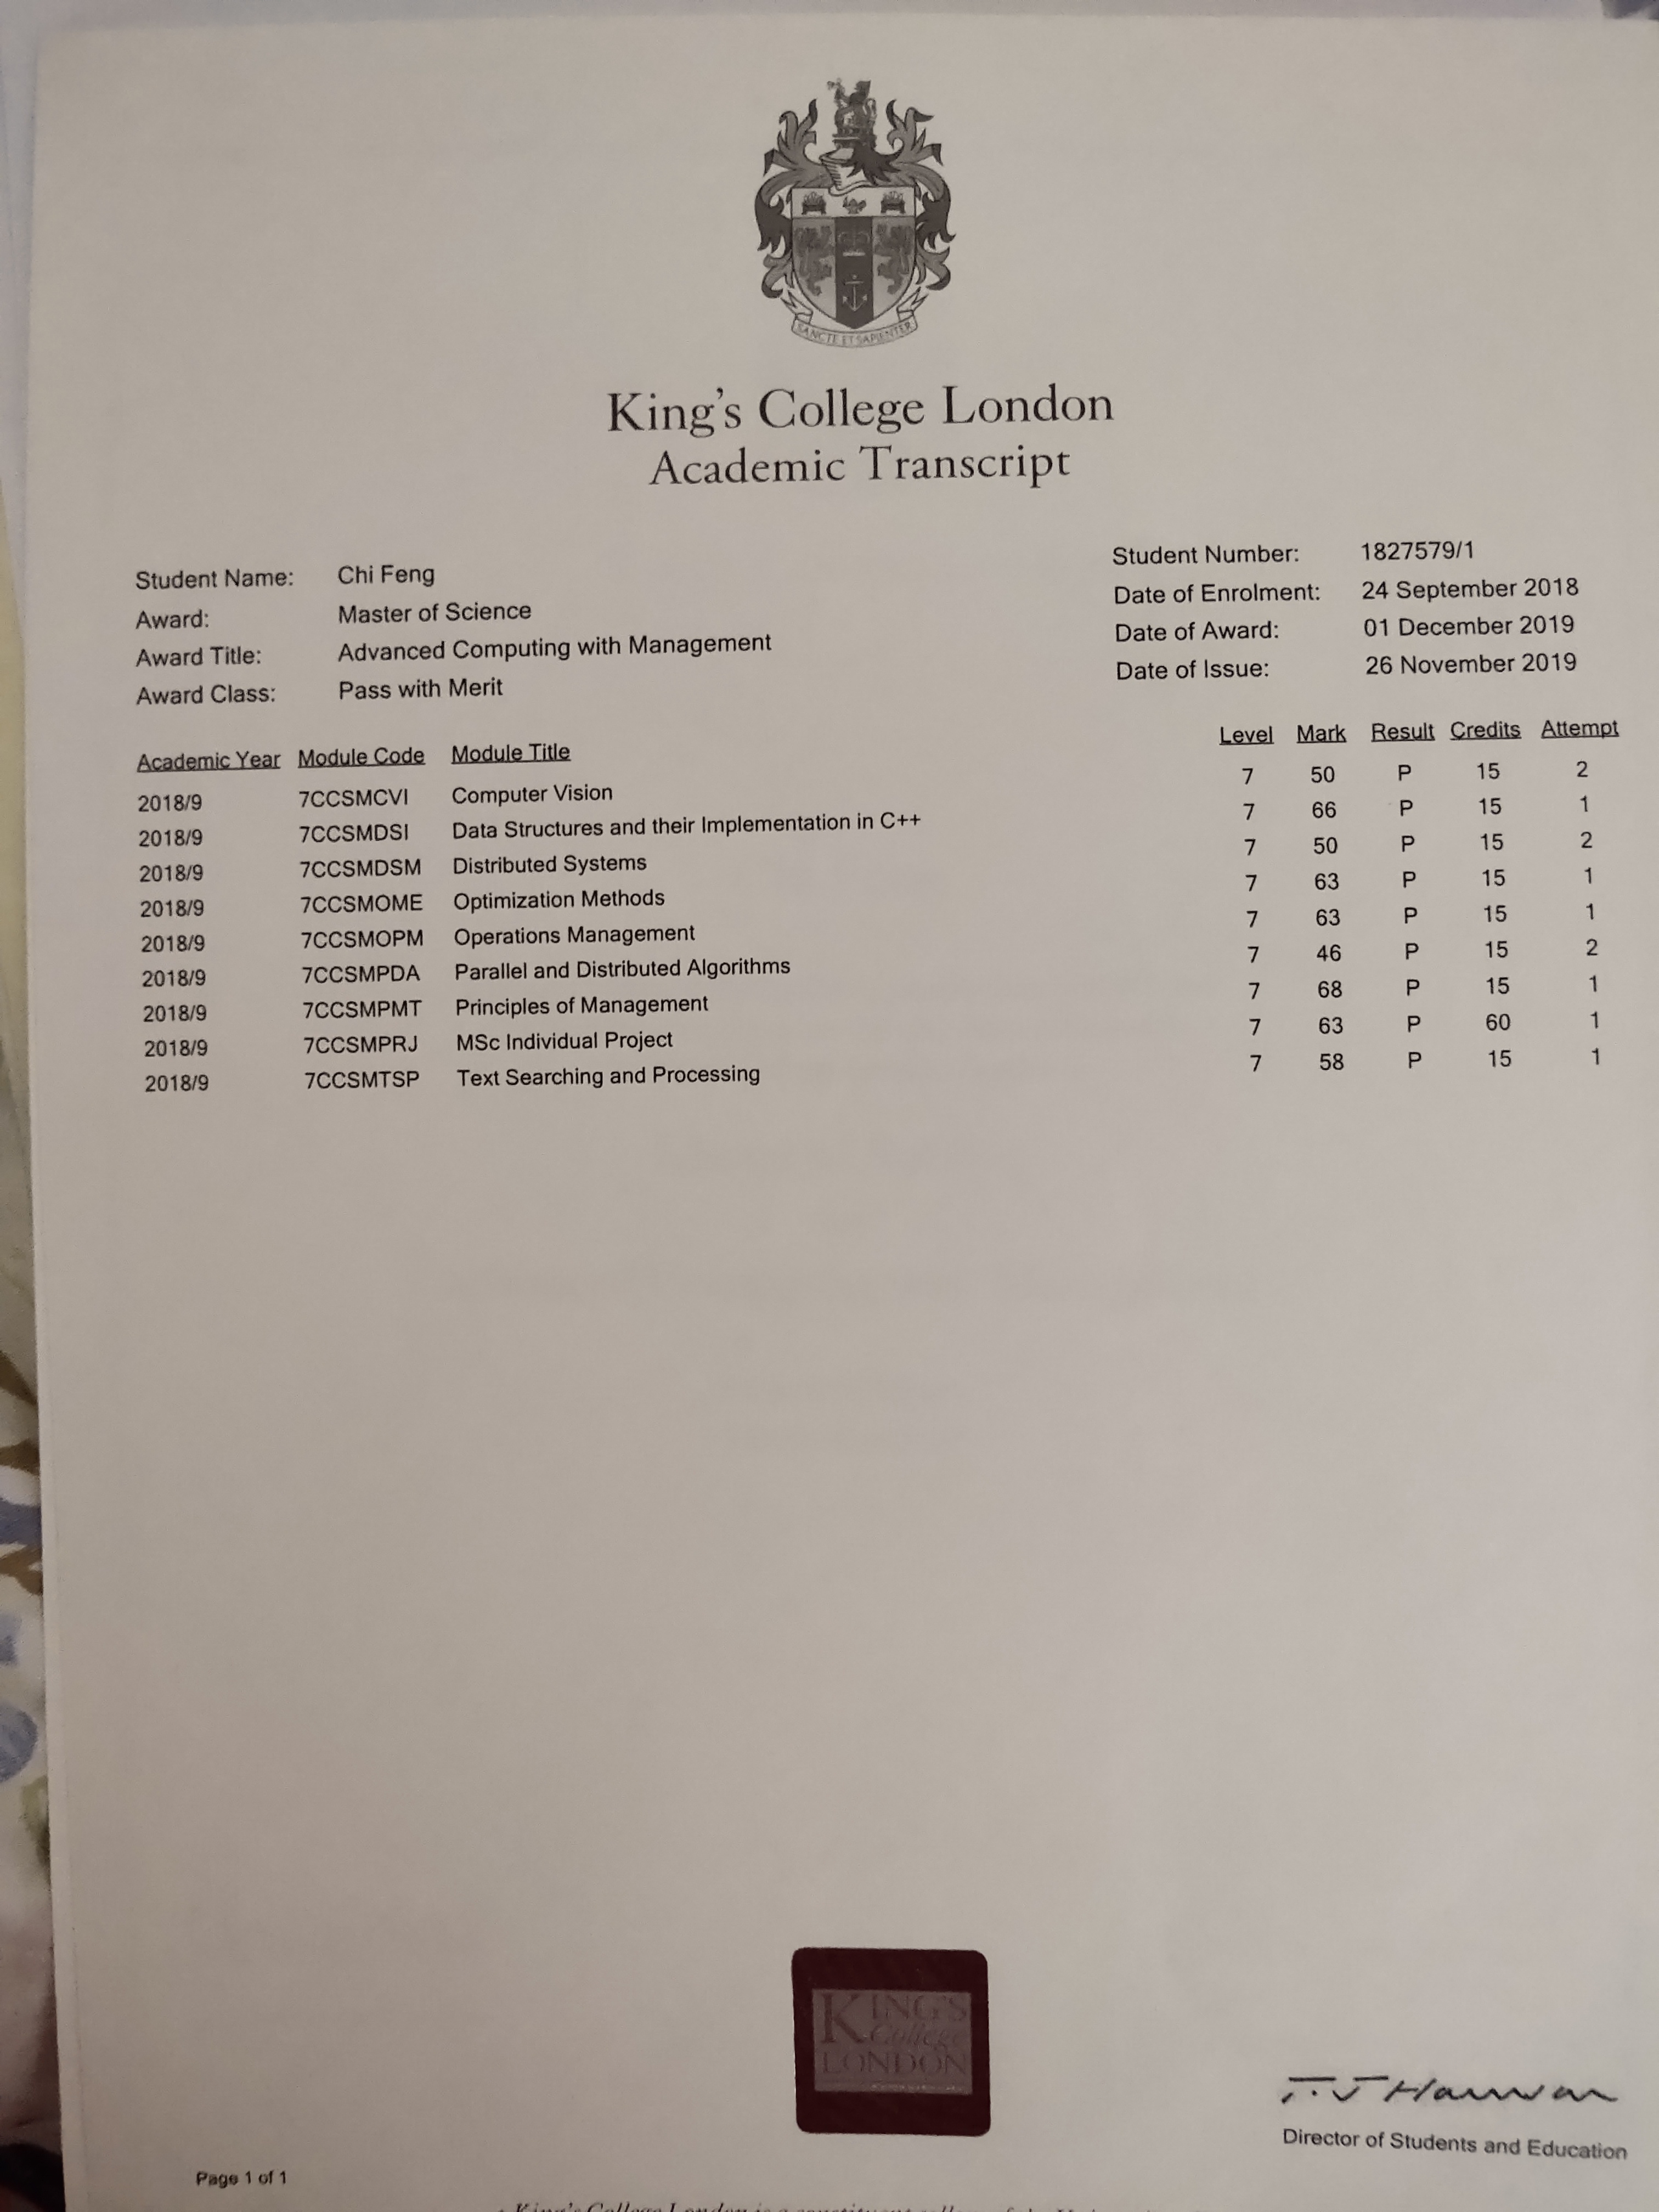 SANCTE ET SAPIENTER
King's College London
Academic Transcript
Student Name: Chi Feng
Award: Master of Science
Award Title: Advanced Computing with Management
Award Class: Pass with Merit
Student Number: 1827579/1
Date of Enrolment: 24 September 2018
Date of Award: 01 December 2019
Date of Issue: 26 November 2019
Academic Year Module Code Module Title Level Mark Result Credits Attempt
2018/9 7CCSMCVI Computer Vision 7 50 P 15 2
2018/9 7CCSMDSI Data Structures and their Implementation in C++ 7 66 P 15 1
2018/9 7CCSMDSM Distributed Systems 7 50 P 15 2
2018/9 7CCSMOME Optimization Methods 7 63 P 15 1
2018/9 7CCSMOPM Operations Management 7 63 P 15 1
2018/9 7CCSMPDA Parallel and Distributed Algorithms 7 46 P 15 2
2018/9 7CCSMPMT Principles of Management 7 68 P 15 1
2018/9 7CCSMPRJ MSc Individual Project 7 63 P 60 1
2018/9 7CCSMTSP Text Searching and Processing 7 58 P 15 1
KING'S
College
LONDON
Director of Students and Education
Page 1 of 1
King's College London is a constituent college of the